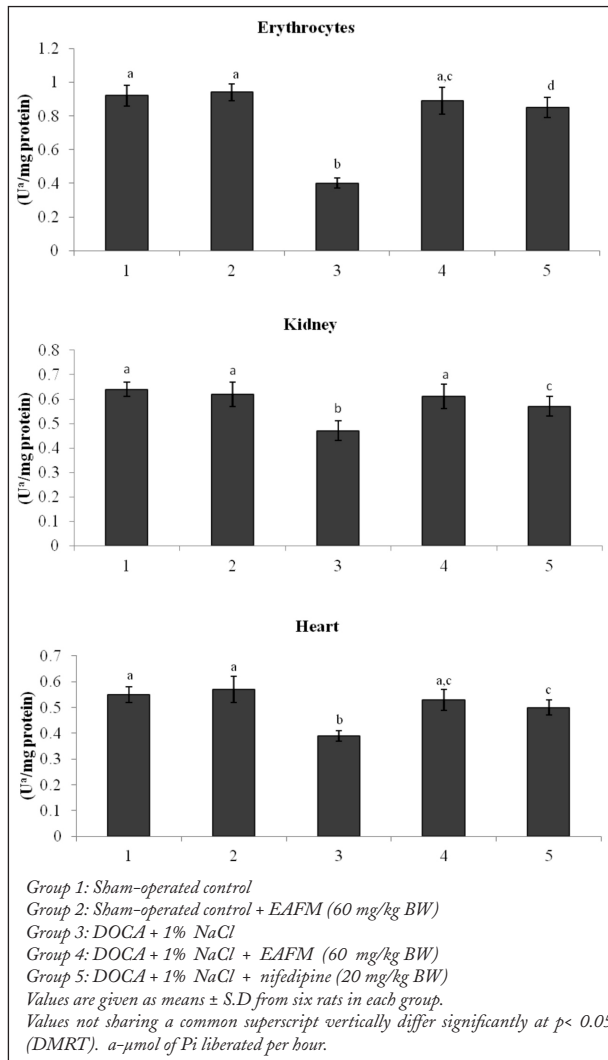 Erythrocytes
(Uᵃ/mg protein)
1.2
1
0.8
0.6
0.4
0.2
0
a
a
b
a,c
d
1 2 3 4 5
Kidney
(Uᵃ/mg protein)
0.8
0.7
0.6
0.5
0.4
0.3
0.2
0.1
0
a
a
b
a
c
1 2 3 4 5
Heart
(Uᵃ/mg protein)
0.7
0.6
0.5
0.4
0.3
0.2
0.1
0
a
a
b
a,c
c
1 2 3 4 5
Group 1: Sham-operated control
Group 2: Sham-operated control + EAFM (60 mg/kg BW)
Group 3: DOCA + 1% NaCl
Group 4: DOCA + 1% NaCl + EAFM (60 mg/kg BW)
Group 5: DOCA + 1% NaCl + nifedipine (20 mg/kg BW)
Values are given as means ± S.D from six rats in each group.
Values not sharing a common superscript vertically differ significantly at p< 0.05
(DMRT). a-μmol of Pi liberated per hour.